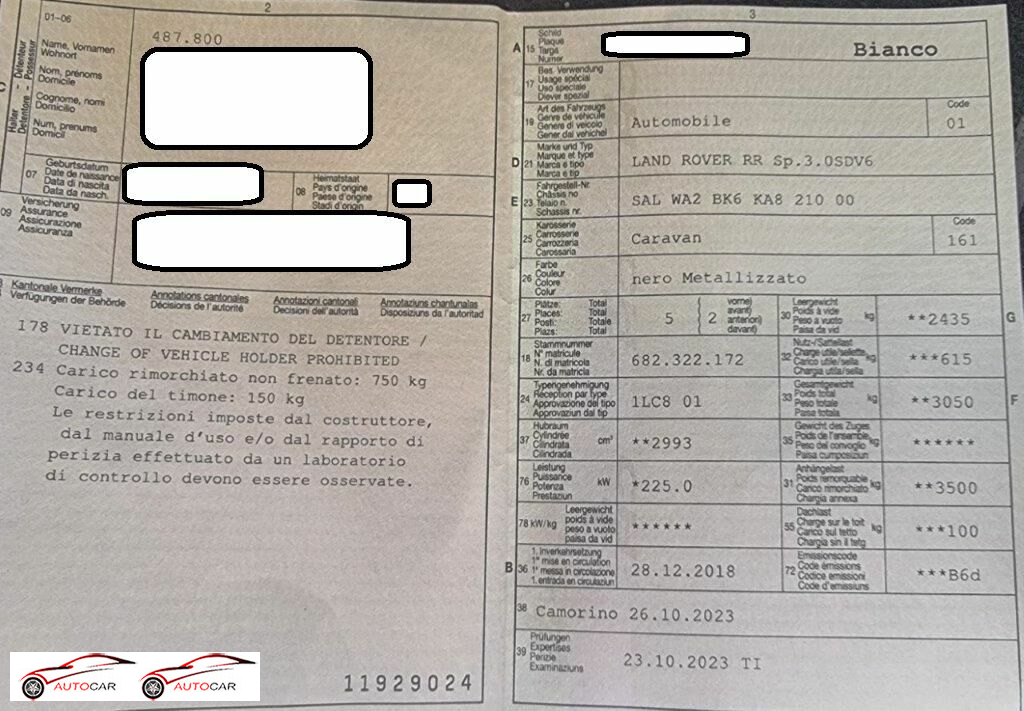 2
01-06
487.800
C
Halter - Détenteur
Detentore - Possessur
Name, Vornamen
Wohnort
Nom, prénoms
Domicile
Cognome, nomi
Domicilio
Num, prenums
Domicil
07
Geburtsdatum
Date de naissance
Data di nascita
Data da nasch.
08
Heimatstaat
Pays d'origine
Paese d'origine
Stadi d'origin
09
Versicherung
Assurance
Assicurazione
Assicuranza
Kantonale Vermerke
Verfügungen der Behörde
Annotations cantonales
Décisions de l'autorité
Annotazioni cantonali
Decisioni dell'autorità
Annotaziuns chantunalas
Disposiziuns da l'autoritad
178 VIETATO IL CAMBIAMENTO DEL DETENTORE /
CHANGE OF VEHICLE HOLDER PROHIBITED
234 Carico rimorchiato non frenato: 750 kg
Carico del timone: 150 kg
Le restrizioni imposte dal costruttore,
dal manuale d'uso e/o dal rapporto di
perizia effettuato da un laboratorio
di controllo devono essere osservate.
AUTOCAR
AUTOCAR
11929024
3
A
15
Schild
Plaque
Targa
Numer
Bianco
17
Bes. Verwendung
Usage spécial
Uso speciale
Diever spezial
19
Art des Fahrzeugs
Genre de véhicule
Genere di veicolo
Gener dal vehichel
Automobile
Code
01
D
21
Marke und Typ
Marque et type
Marca e tipo
Marca e tip
LAND ROVER RR Sp.3.0SDV6
E
23
Fahrgestell-Nr.
Châssis no
Telaio n.
Schassis nr.
SAL WA2 BK6 KA8 210 00
25
Karosserie
Carrosserie
Carrozzeria
Carossaria
Caravan
Code
161
26
Farbe
Couleur
Colore
Colur
nero Metallizzato
27
Plätze: Total
Places: Total
Posti: Totale
Plazs: Total
5
( 2
vorne)
avant)
anteriori)
davant)
30
Leergewicht
Poids à vide
Peso a vuoto
Paisa da vid
kg
**2435
G
18
Stammnummer
N° matricule
N. di matricola
Nr. da matricla
682.322.172
32
Nutz-/Sattellast
Charge utile/sellette
Carico utile/sella
Chargia utila/sella
kg
***615
24
Typengenehmigung
Réception par type
Approvazione del tipo
Approvaziun dal tip
1LC8 01
33
Gesamtgewicht
Poids total
Peso totale
Paisa totala
kg
**3050
F
37
Hubraum
Cylindrée
Cilindrata
Cilindrada
cm³
**2993
35
Gewicht des Zuges
Poids de l'ensemble
Peso del convoglio
Paisa cumposiziun
kg
******
76
Leistung
Puissance
Potenza
Prestaziun
kW
*225.0
31
Anhängelast
Poids remorquable
Carico rimorchiato
Chargia annexa
kg
**3500
78 kW/kg
Leergewicht
poids à vide
peso a vuoto
paisa da vid
******
55
Dachlast
Charge sur le toit
Carico sul tetto
Chargia sin il tetg
kg
***100
B
36
1. Inverkehrsetzung
1re mise en circulation
1a messa in circolazione
1. entrada en circulaziun
28.12.2018
72
Emissionscode
Code émissions
Codice emissioni
Code d'emissiuns
***B6d
38
Camorino 26.10.2023
39
Prüfungen
Expertises
Perizie
Examinaziuns
23.10.2023 TI